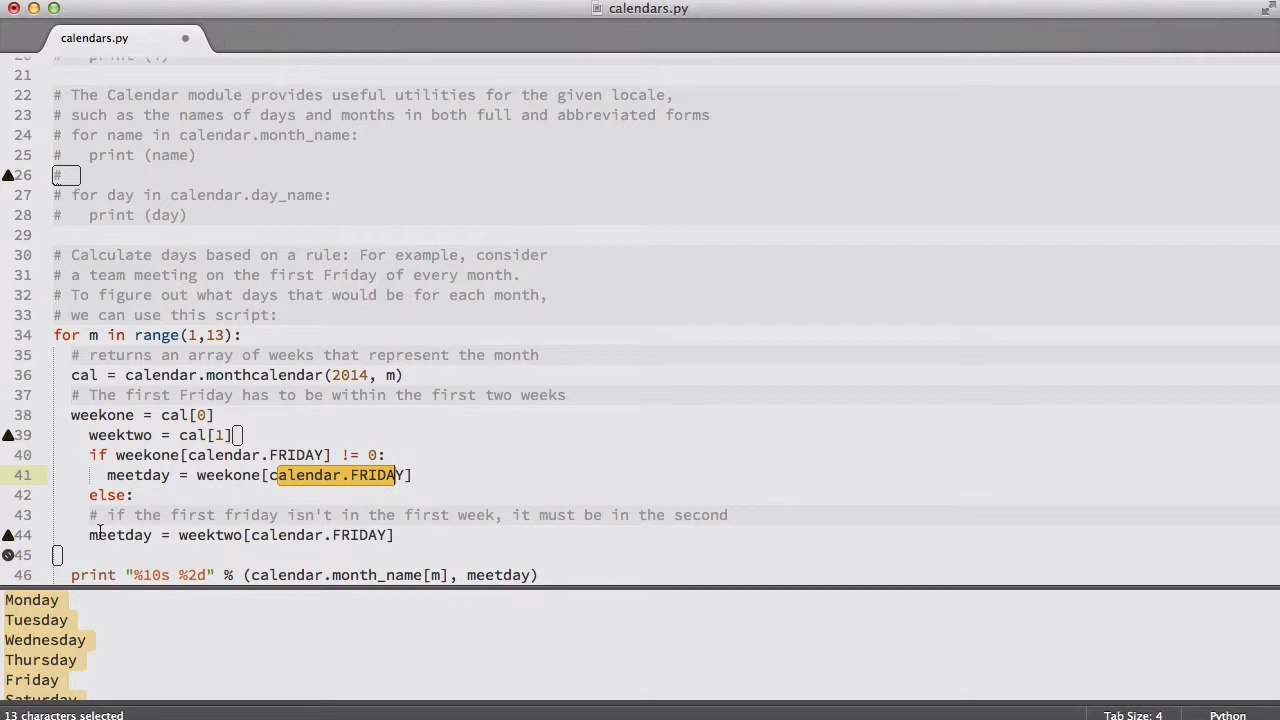 calendars.py
calendars.py
21
22 # The Calendar module provides useful utilities for the given locale,
23 # such as the names of days and months in both full and abbreviated forms
24 # for name in calendar.month_name:
25 #   print (name)
26 #
27 # for day in calendar.day_name:
28 #   print (day)
29
30 # Calculate days based on a rule: For example, consider
31 # a team meeting on the first Friday of every month.
32 # To figure out what days that would be for each month,
33 # we can use this script:
34 for m in range(1,13):
35   # returns an array of weeks that represent the month
36   cal = calendar.monthcalendar(2014, m)
37   # The first Friday has to be within the first two weeks
38   weekone = cal[0]
39     weektwo = cal[1]
40     if weekone[calendar.FRIDAY] != 0:
41       meetday = weekone[calendar.FRIDAY]
42     else:
43     # if the first friday isn't in the first week, it must be in the second
44     meetday = weektwo[calendar.FRIDAY]
45
46   print "%10s %2d" % (calendar.month_name[m], meetday)
Monday
Tuesday
Wednesday
Thursday
Friday
Saturday
13 characters selected
Tab Size: 4
Python